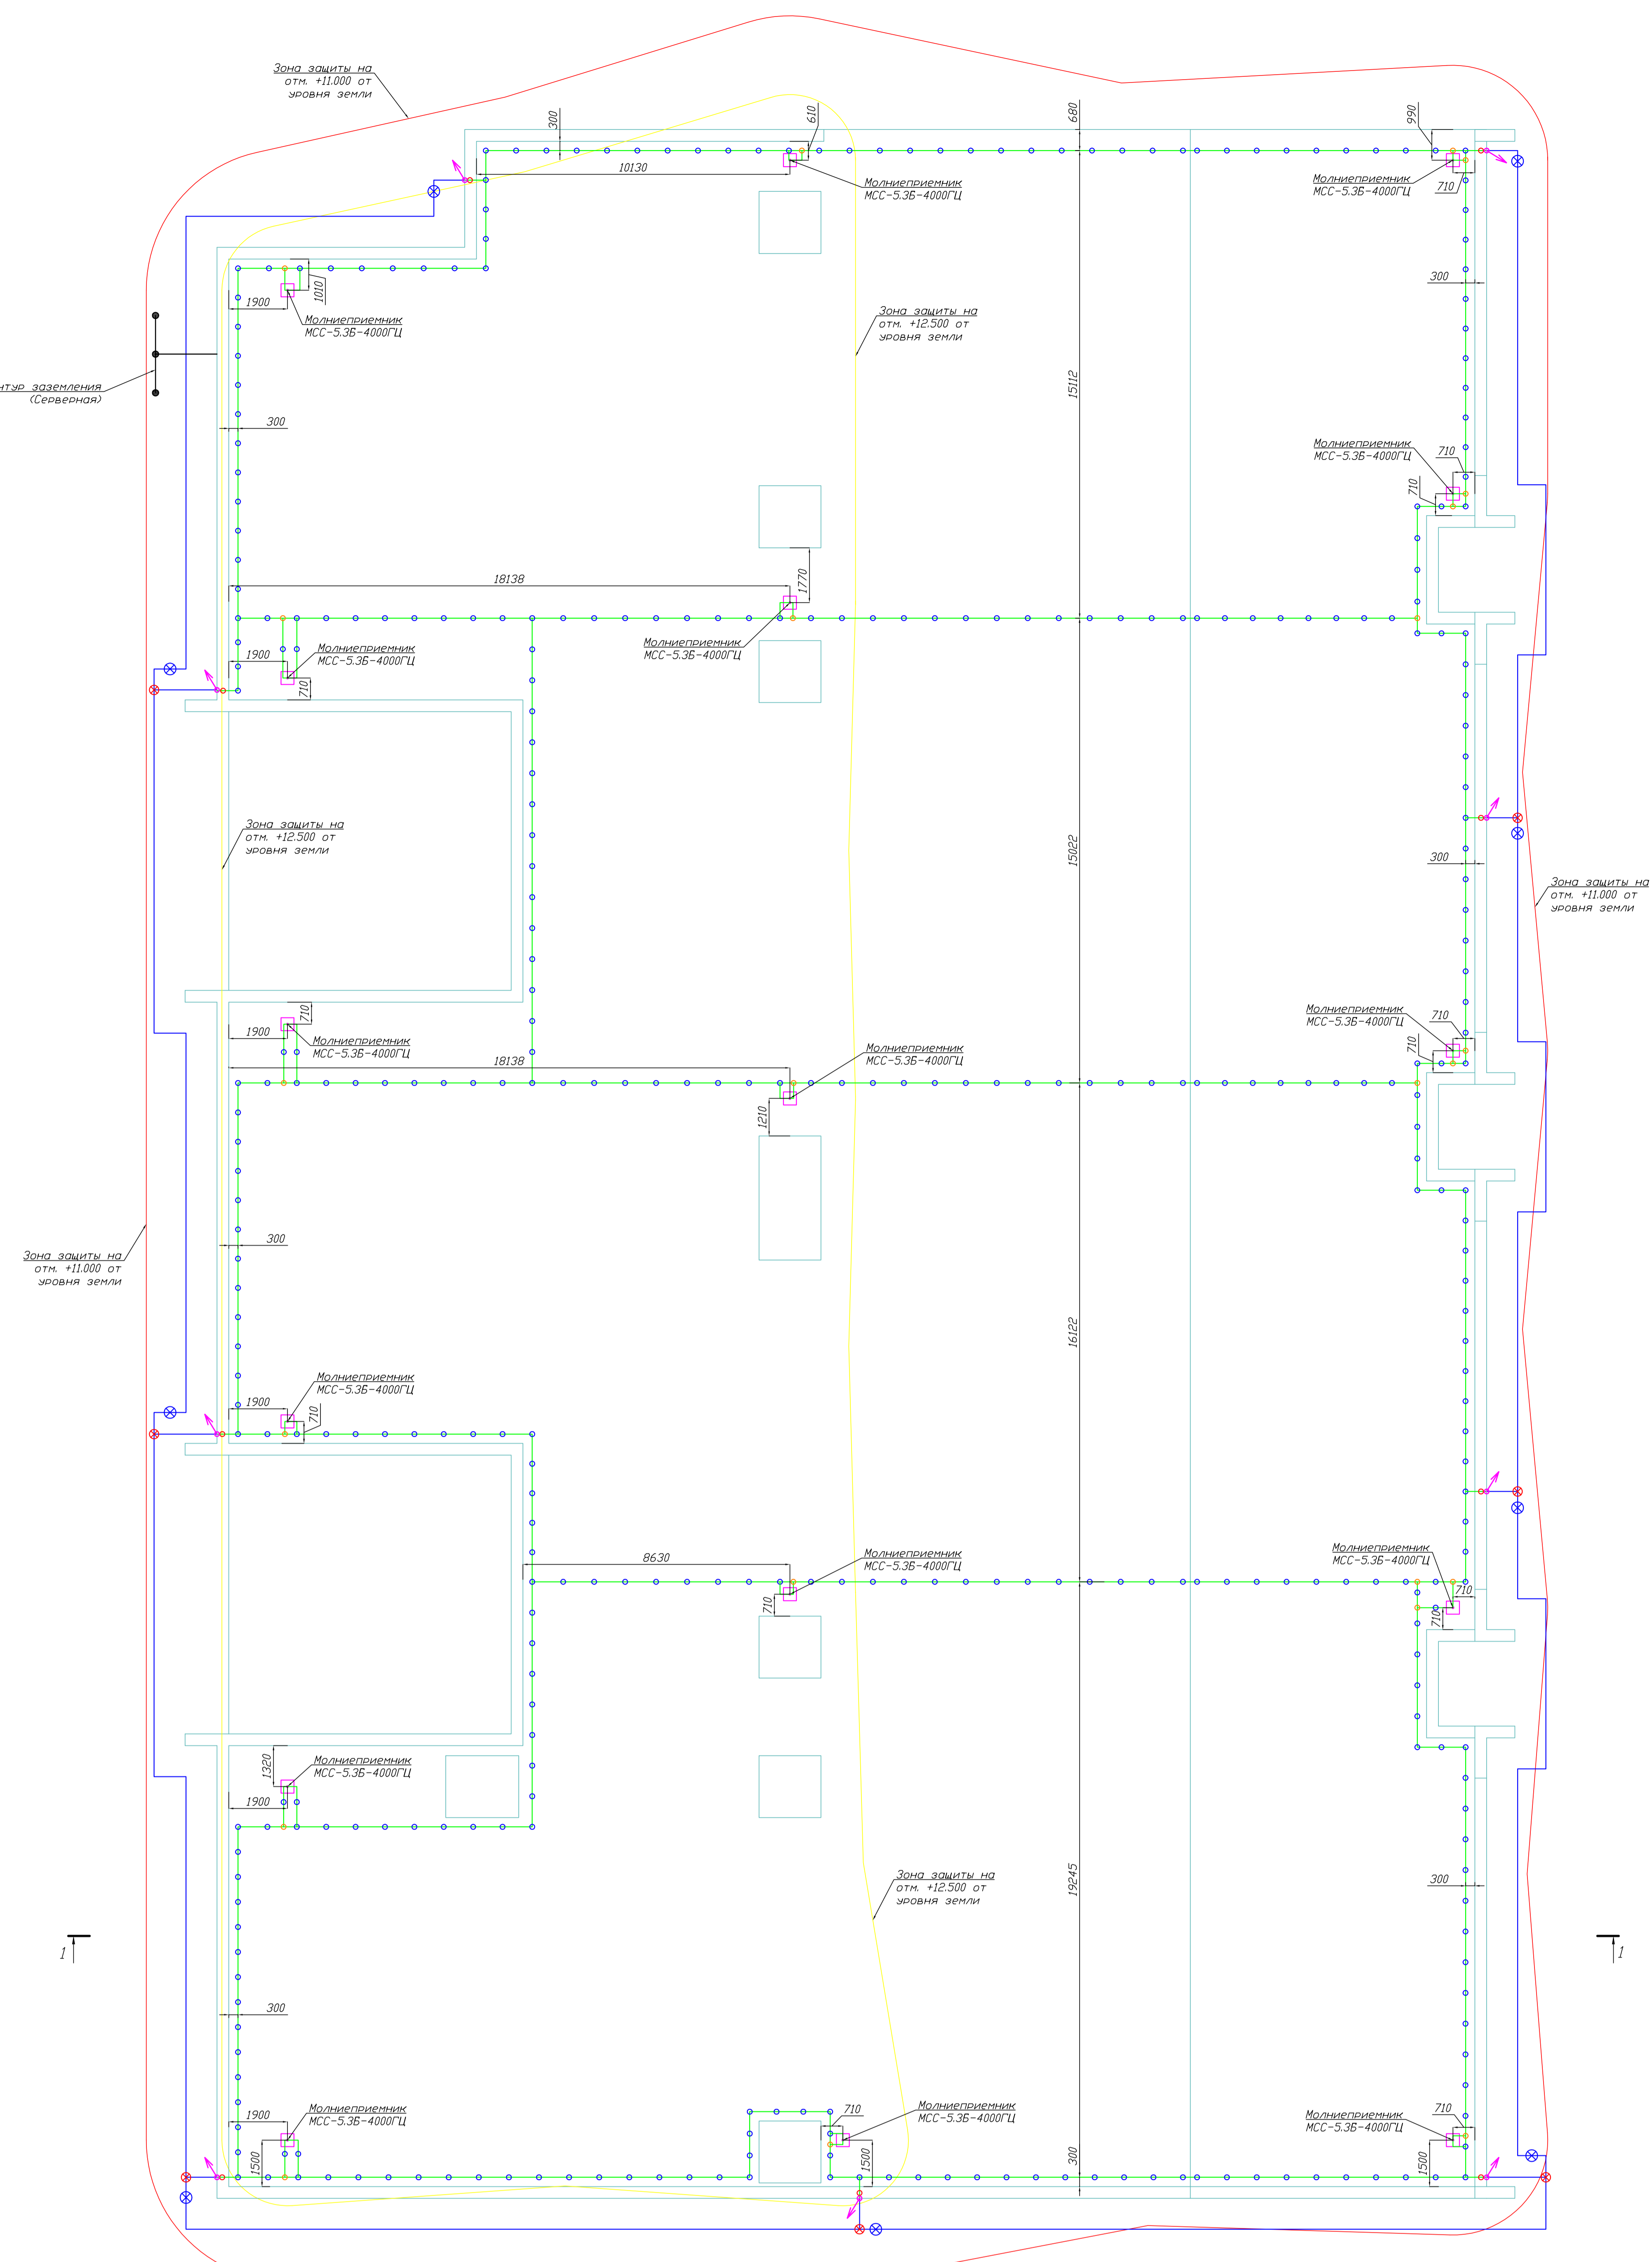 Зона защиты на
отм. +11.000 от
уровня земли
300
610
680
990
10130
Молниеприемник
МСС-5.3Б-4000ГЦ
Молниеприемник
МСС-5.3Б-4000ГЦ
710
1010
1900
300
Молниеприемник
МСС-5.3Б-4000ГЦ
Зона защиты на
отм. +12.500 от
уровня земли
(Серверная)
15112
300
Молниеприемник
МСС-5.3Б-4000ГЦ
710
710
18138
1770
Молниеприемник
МСС-5.3Б-4000ГЦ
1900
710
Молниеприемник
МСС-5.3Б-4000ГЦ
Зона защиты на
отм. +12.500 от
уровня земли
15022
300
Зона защиты на
отм. +11.000 от
уровня земли
710
1900
Молниеприемник
МСС-5.3Б-4000ГЦ
18138
Молниеприемник
МСС-5.3Б-4000ГЦ
Молниеприемник
МСС-5.3Б-4000ГЦ
710
710
1210
300
Зона защиты на
отм. +11.000 от
уровня земли
16122
Молниеприемник
МСС-5.3Б-4000ГЦ
1900
710
8630
Молниеприемник
МСС-5.3Б-4000ГЦ
710
Молниеприемник
МСС-5.3Б-4000ГЦ
710
710
1320
Молниеприемник
МСС-5.3Б-4000ГЦ
1900
19245
Зона защиты на
отм. +12.500 от
уровня земли
300
1
1
300
1900
Молниеприемник
МСС-5.3Б-4000ГЦ
1500
710
Молниеприемник
МСС-5.3Б-4000ГЦ
1500
300
Молниеприемник
МСС-5.3Б-4000ГЦ
710
1500